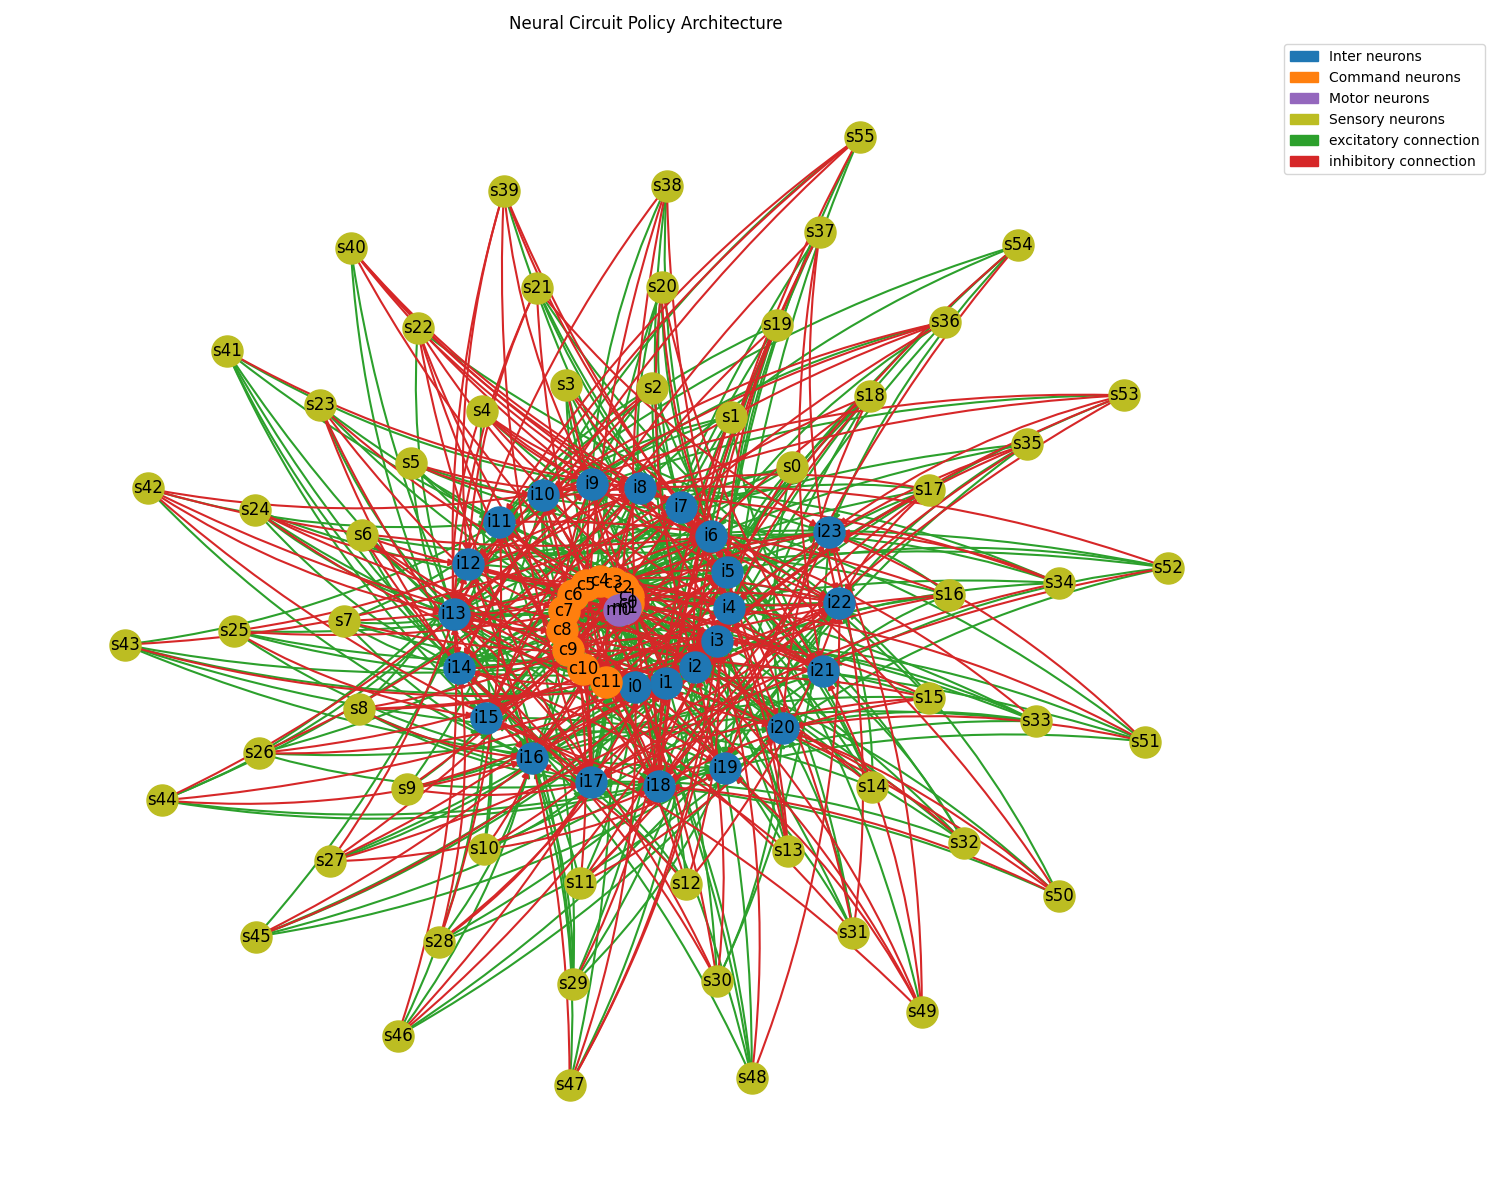 Neural Circuit Policy Architecture
Inter neurons
Command neurons
Motor neurons
Sensory neurons
excitatory connection
inhibitory connection
s55
s38
s39
s37
s54
s40
s20
s21
s36
s19
s22
s41
s3
s2
s53
s18
s23
s4
s1
s35
s5
s0
i9
i8
s42
s17
i10
i7
s24
i11
i23
s6
i6
i12
s52
i5
c4
c3
s34
c5
c2
c6
s16
i22
i4
c7
i13
s7
c8
s25
i3
s43
c9
i2
i14
c10
i21
c11
i1
i0
s15
s8
i15
s33
i20
s51
s26
i16
i19
i17
i18
s14
s9
s44
s32
s10
s13
s27
s11
s12
s50
s31
s45
s28
s30
s29
s49
s46
s48
s47